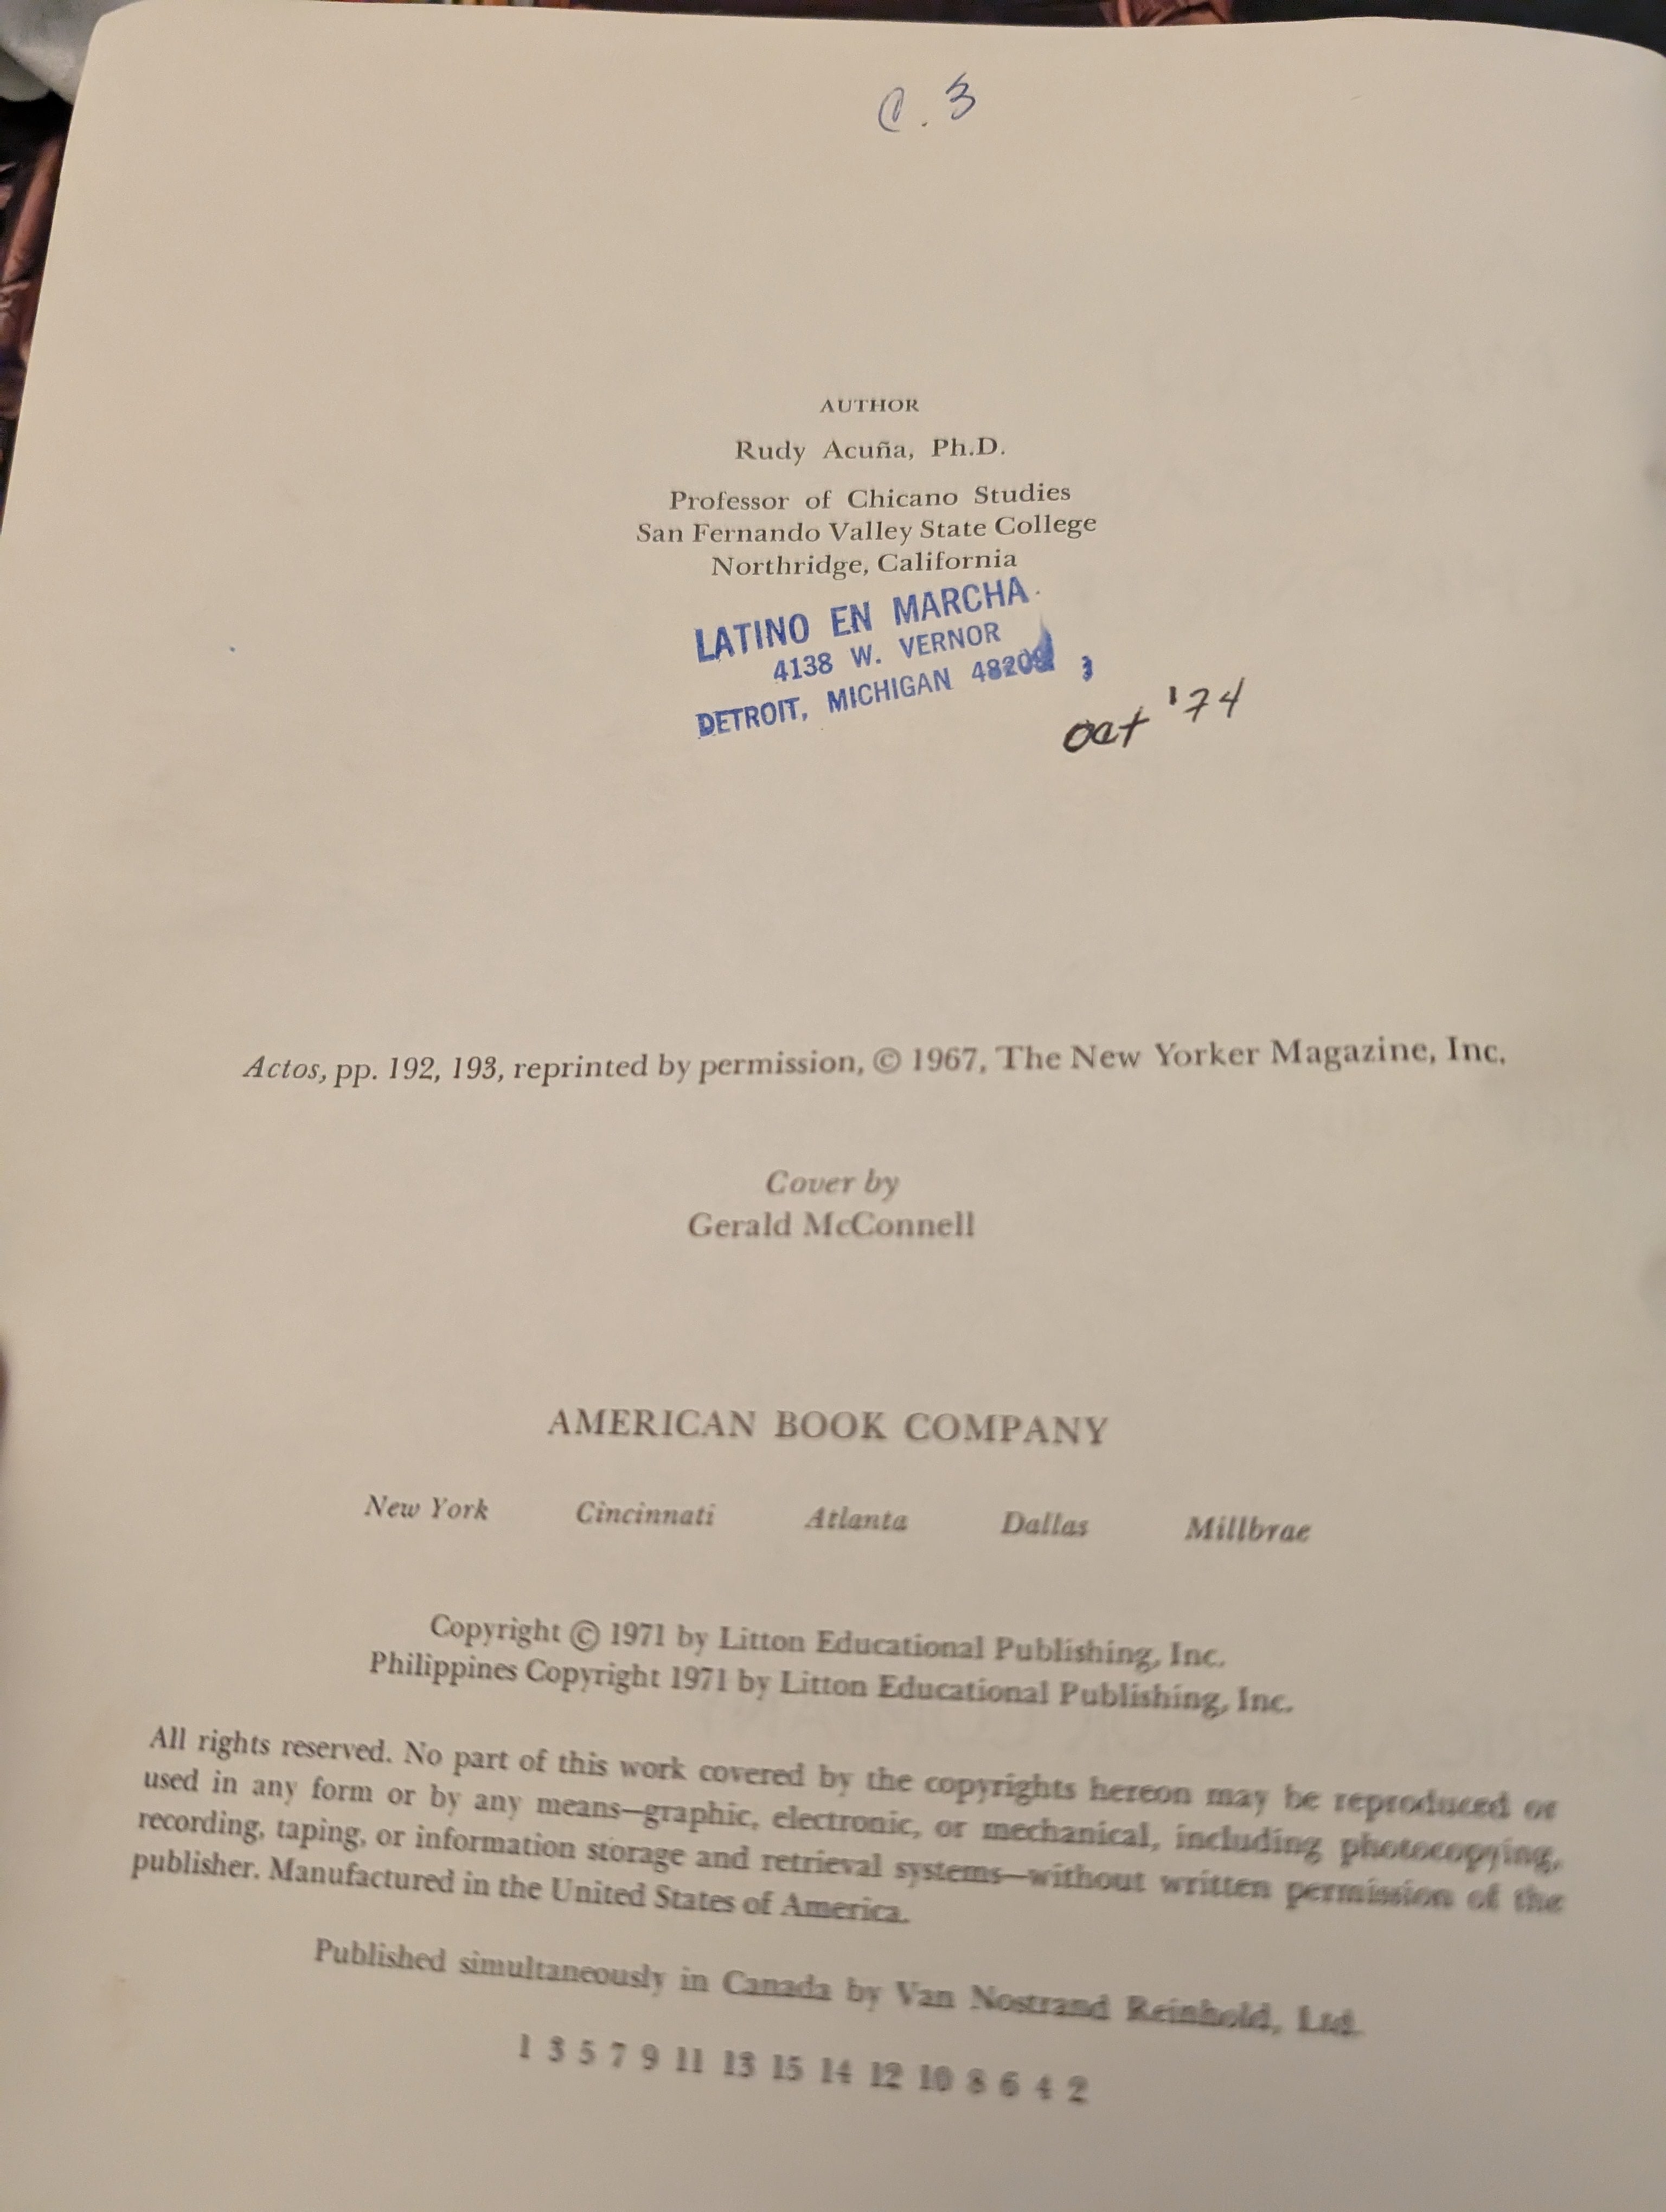 C. 3
AUTHOR
Rudy Acuña, Ph.D.
Professor of Chicano Studies
San Fernando Valley State College
Northridge, California
LATINO EN MARCHA
4138 W. VERNOR
DETROIT, MICHIGAN 48209
oct '74
Actos, pp. 192, 193, reprinted by permission, © 1967, The New Yorker Magazine, Inc.
Cover by
Gerald McConnell
AMERICAN BOOK COMPANY
New York Cincinnati Atlanta Dallas Millbrae
Copyright © 1971 by Litton Educational Publishing, Inc.
Philippines Copyright 1971 by Litton Educational Publishing, Inc.
All rights reserved. No part of this work covered by the copyrights hereon may be reproduced or
used in any form or by any means—graphic, electronic, or mechanical, including photocopying,
recording, taping, or information storage and retrieval systems—without written permission of the
publisher. Manufactured in the United States of America.
Published simultaneously in Canada by Van Nostrand Reinhold, Ltd.
1 3 5 7 9 11 13 15 14 12 10 8 6 4 2